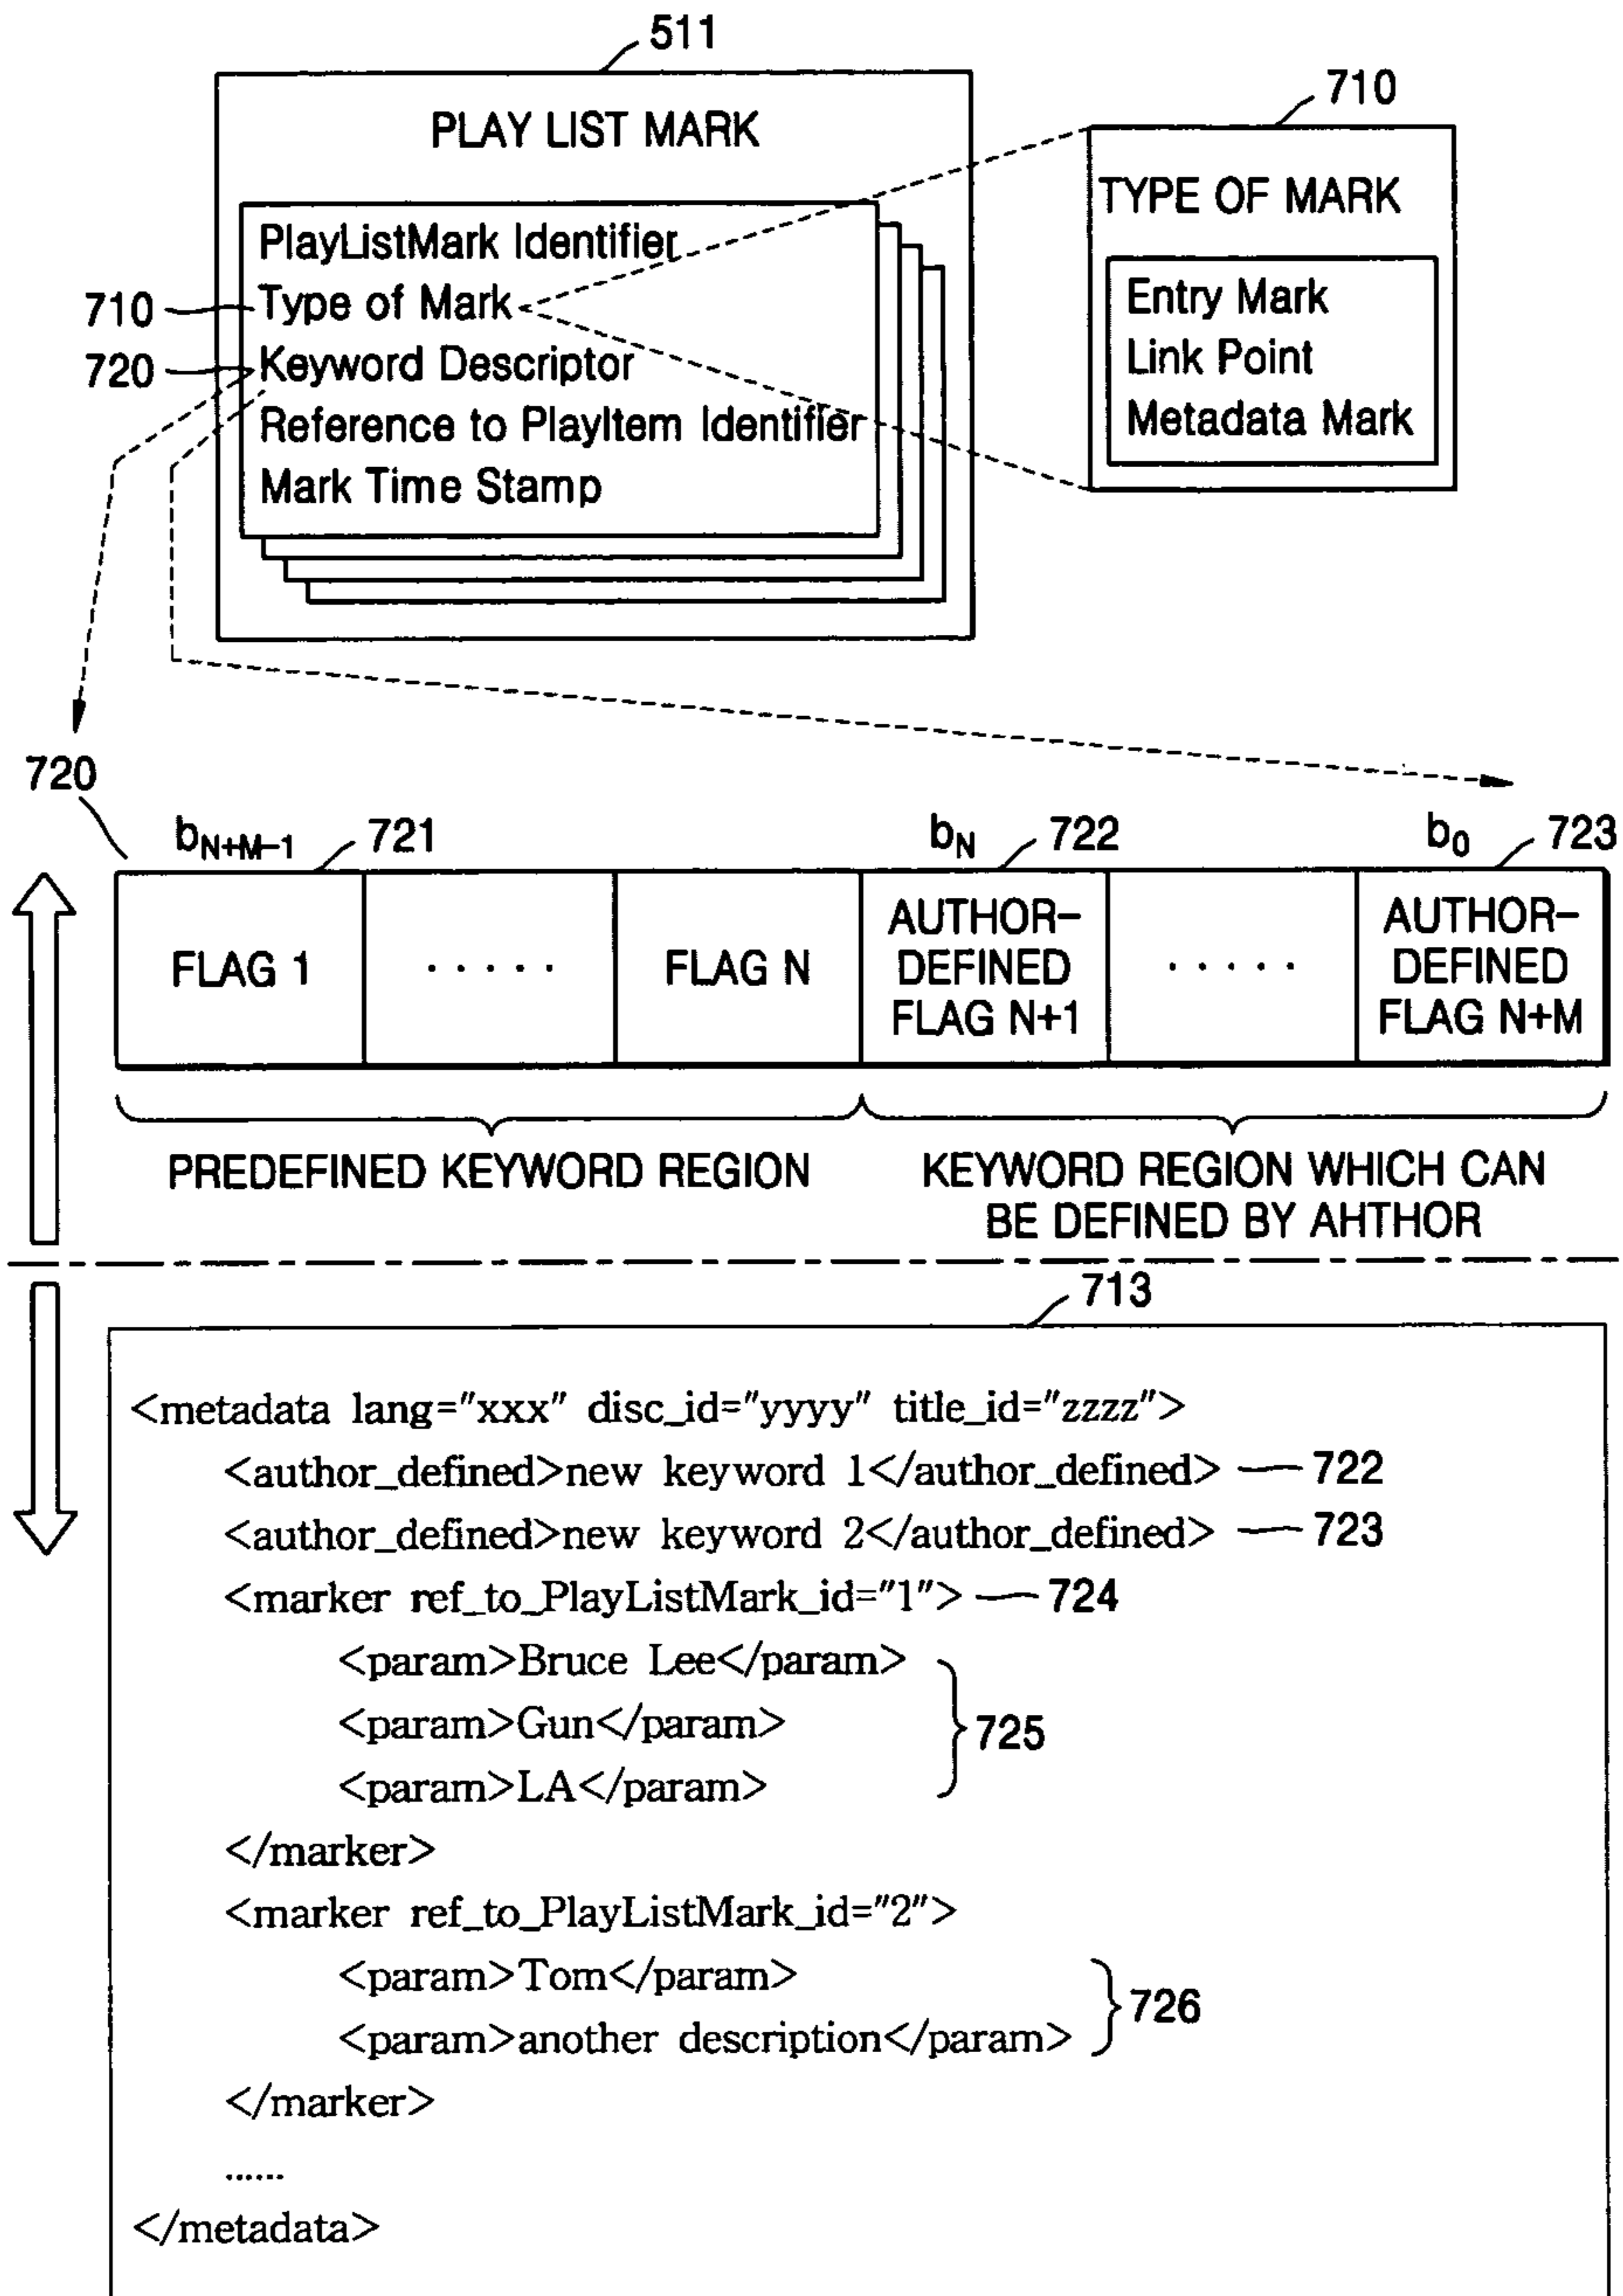 511
PLAY LIST MARK
710
TYPE OF MARK
PlayListMark Identifier
710 Type of Mark
720 Keyword Descriptor
Reference to PlayItem Identifier
Mark Time Stamp
Entry Mark
Link Point
Metadata Mark
720
b_{N+M-1} 721 b_N 722 b_0 723
FLAG 1
.....
FLAG N
AUTHOR-
DEFINED
FLAG N+1
.....
AUTHOR-
DEFINED
FLAG N+M
PREDEFINED KEYWORD REGION
KEYWORD REGION WHICH CAN
BE DEFINED BY AHTHOR
713
<metadata lang="xxx" disc_id="yyyy" title_id="zzzz">
<author_defined>new keyword 1</author_defined> 722
<author_defined>new keyword 2</author_defined> 723
<marker ref_to_PlayListMark_id="1"> 724
<param>Bruce Lee</param>
<param>Gun</param> 725
<param>LA</param>
</marker>
<marker ref_to_PlayListMark_id="2">
<param>Tom</param>
726
<param>another description</param>
</marker>
......
</metadata>